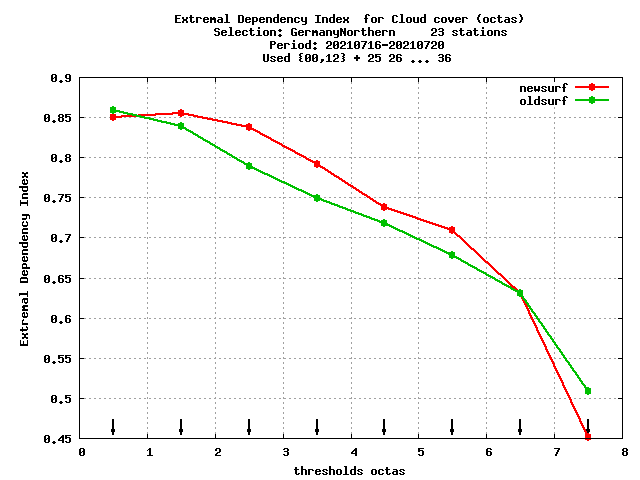 Extremal Dependency Index  for Cloud cover (octas)
Selection: GermanyNorthern     23 stations
Period: 20210716-20210720
Used {00,12} + 25 26 ... 36
newsurf
oldsurf
Extremal Dependency Index
0.9
0.85
0.8
0.75
0.7
0.65
0.6
0.55
0.5
0.45
0 1 2 3 4 5 6 7 8
thresholds octas